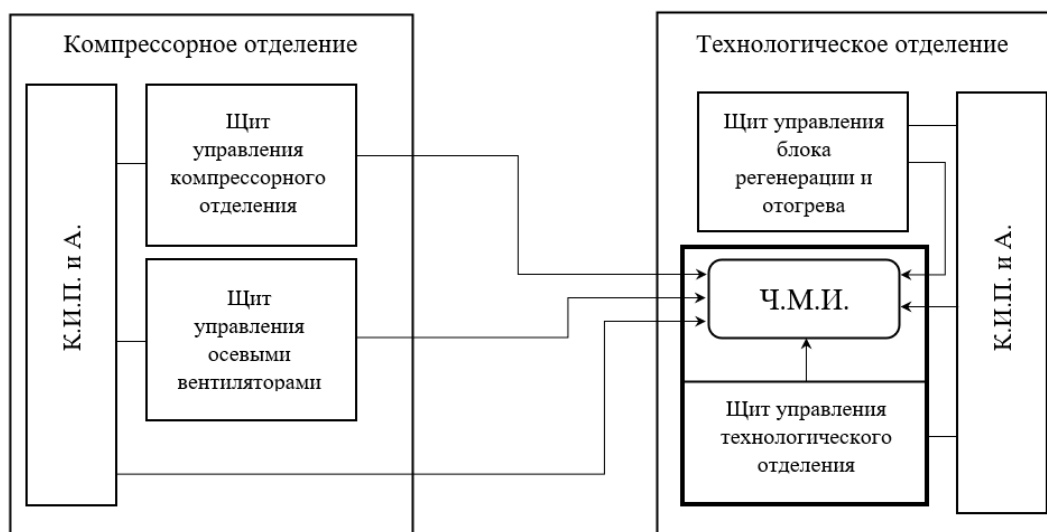 Компрессорное отделение
К.И.П. и А.
Щит
управления
компрессорного
отделения
Щит
управления
осевыми
вентиляторами
Технологическое отделение
Щит управления
блока
регенерации и
отогрева
Ч.М.И.
Щит управления
технологического
отделения
К.И.П. и А.